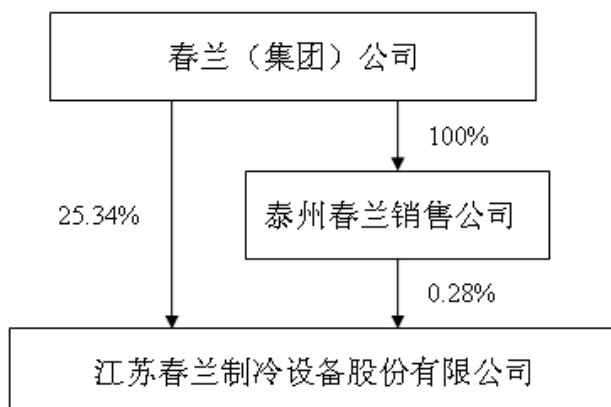 春兰（集团）公司
100%
25.34%
泰州春兰销售公司
0.28%
江苏春兰制冷设备股份有限公司